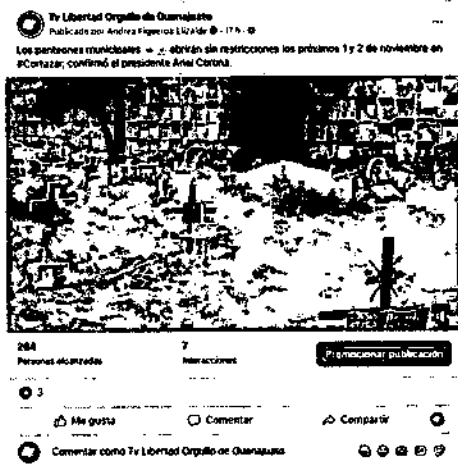 Tv Libertad Orgullo de Guanajuato
Publicado por Andrea Figueroa Elizalde · 17 h ·
Los panteones municipales abrirán sin restricciones los próximos 1 y 2 de noviembre en
#Cortazar, confirmó el presidente Ariel Corona.
264
Personas alcanzadas
7
Interacciones
Promocionar publicación
3
Me gusta
Comentar
Compartir
Comentar como Tv Libertad Orgullo de Guanajuato